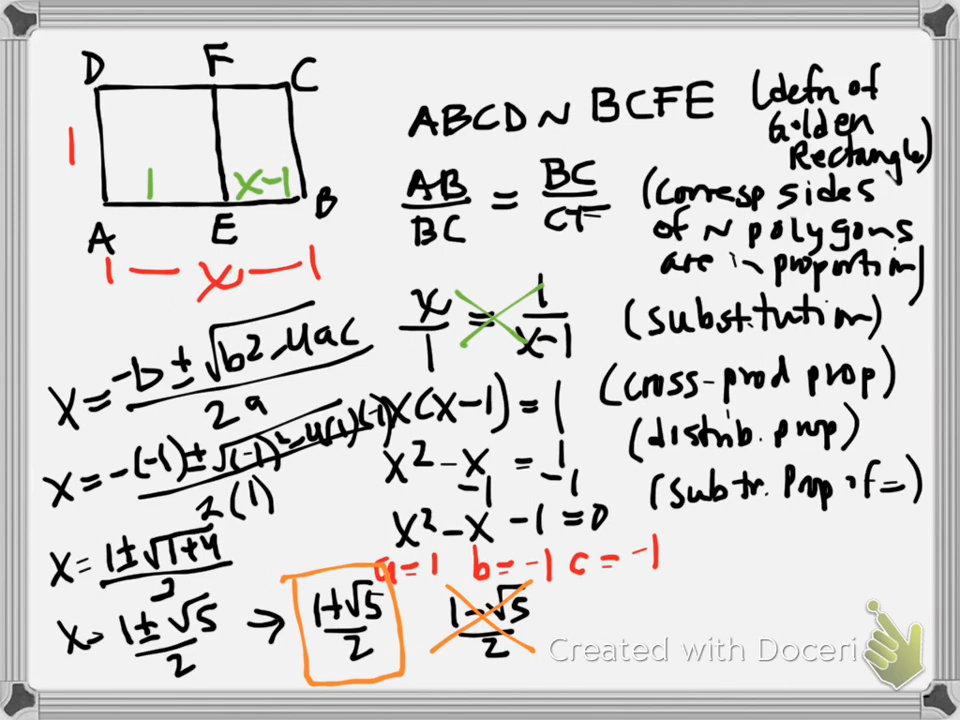 D F C
1
1 x-1
A E B
1 — x — 1
ABCD ~ BCFE (defn of Golden Rectangle)
AB/BC = BC/CF (corresp sides of ~ polygons are in proportion)
x/1 = 1/x-1 (substitution)
x(x-1) = 1 (cross-prod prop)
x² - x = 1 (distrib. prop)
-1 -1 (subtr. Prop of =)
x² - x - 1 = 0
a=1 b=-1 c=-1
x = -b ± √b² - 4ac / 2a
x = -(-1) ± √(-1)² - 4(1)(-1) / 2(1)
x = 1 ± √1+4 / 2
x = 1 ± √5 / 2 → 1+√5 / 2 1-√5 / 2
Created with Doceri